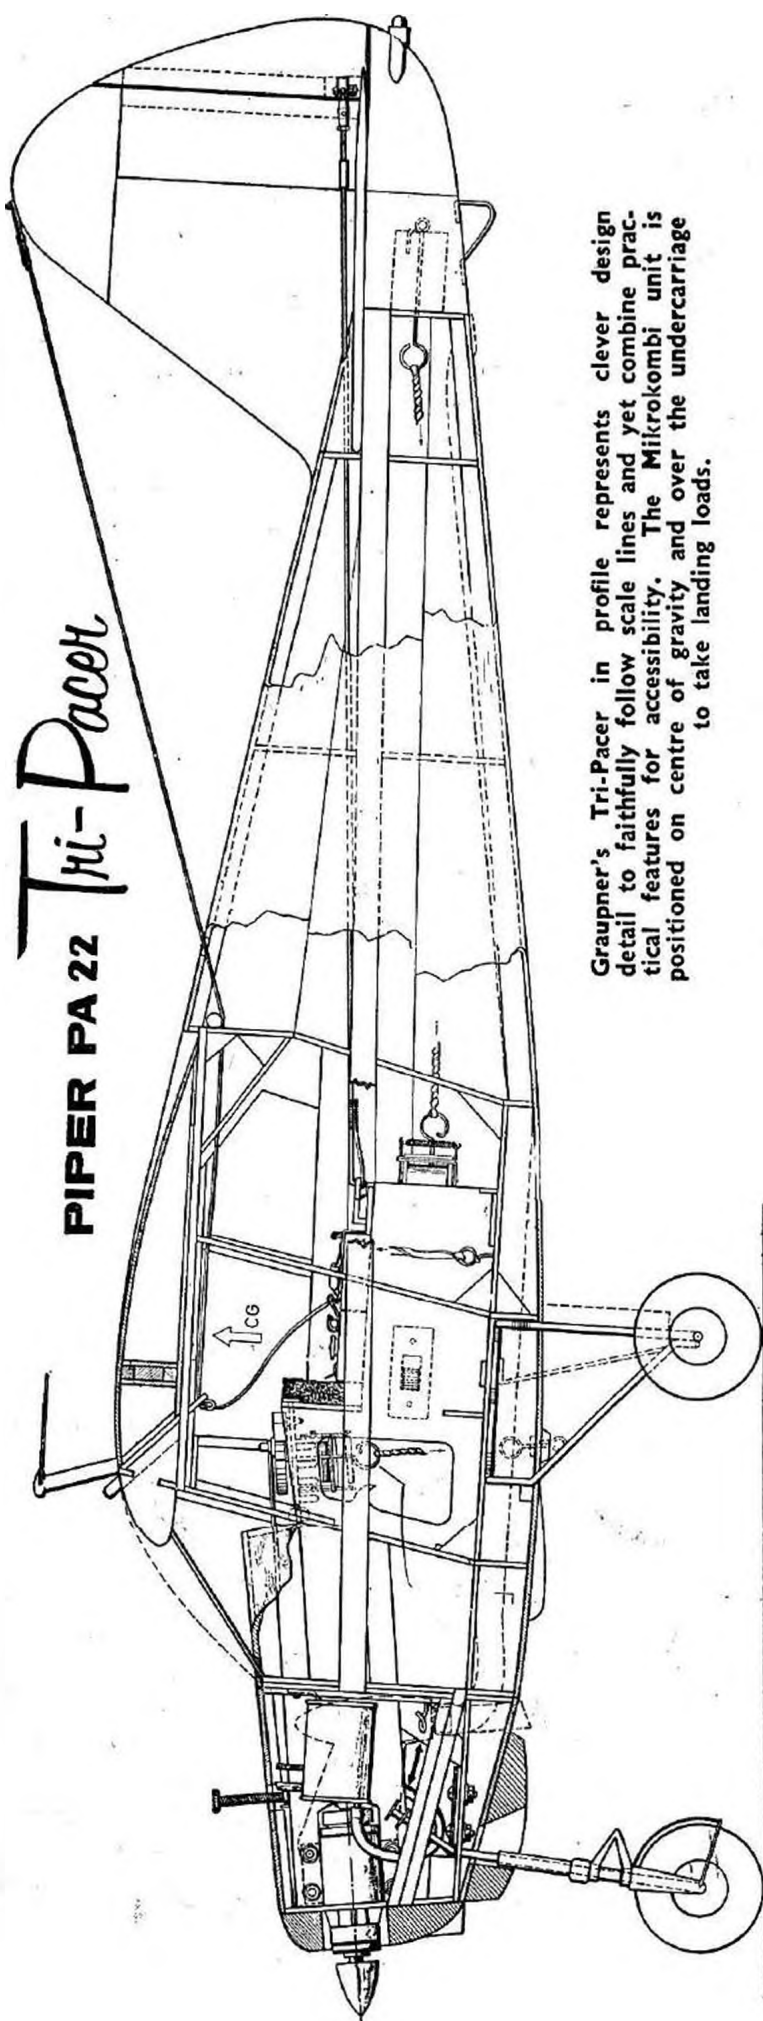 PIPER PA 22 Tri-Pacer
CG
Graupner's Tri-Pacer in profile represents clever design
detail to faithfully follow scale lines and yet combine prac-
tical features for accessibility. The Mikrokombi unit is
positioned on centre of gravity and over the undercarriage
to take landing loads.